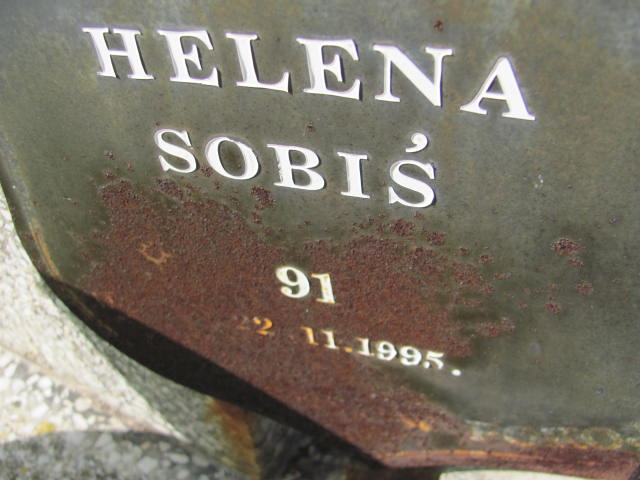 HELENA
SOBIŚ
91
22.11.1995.